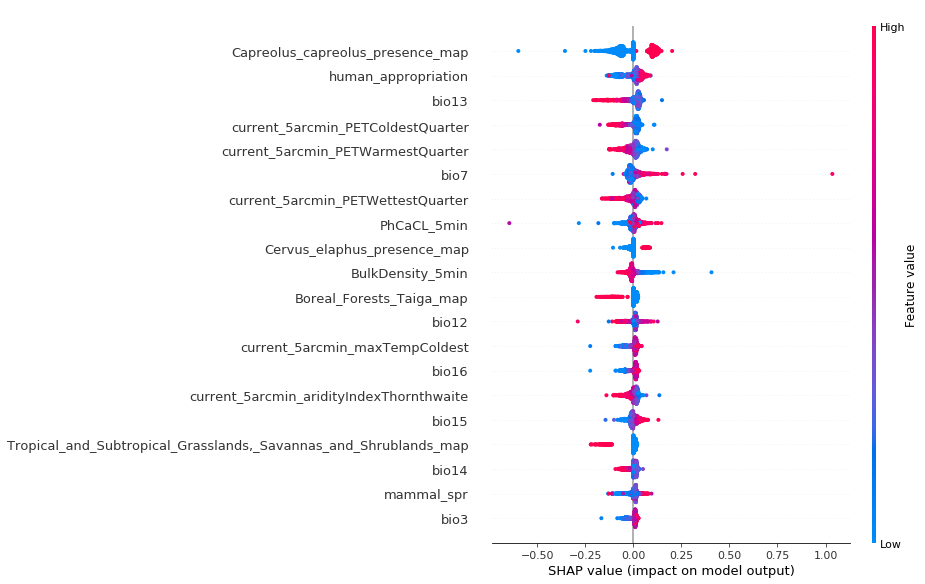 High
Capreolus_capreolus_presence_map
human_appropriation
bio13
current_5arcmin_PETColdestQuarter
current_5arcmin_PETWarmestQuarter
bio7
current_5arcmin_PETWettestQuarter
PhCaCL_5min
Cervus_elaphus_presence_map
BulkDensity_5min
Boreal_Forests_Taiga_map
bio12
current_5arcmin_maxTempColdest
bio16
current_5arcmin_aridityIndexThornthwaite
bio15
Tropical_and_Subtropical_Grasslands,_Savannas_and_Shrublands_map
bio14
mammal_spr
bio3
Feature value
Low
−0.50 −0.25 0.00 0.25 0.50 0.75 1.00
SHAP value (impact on model output)